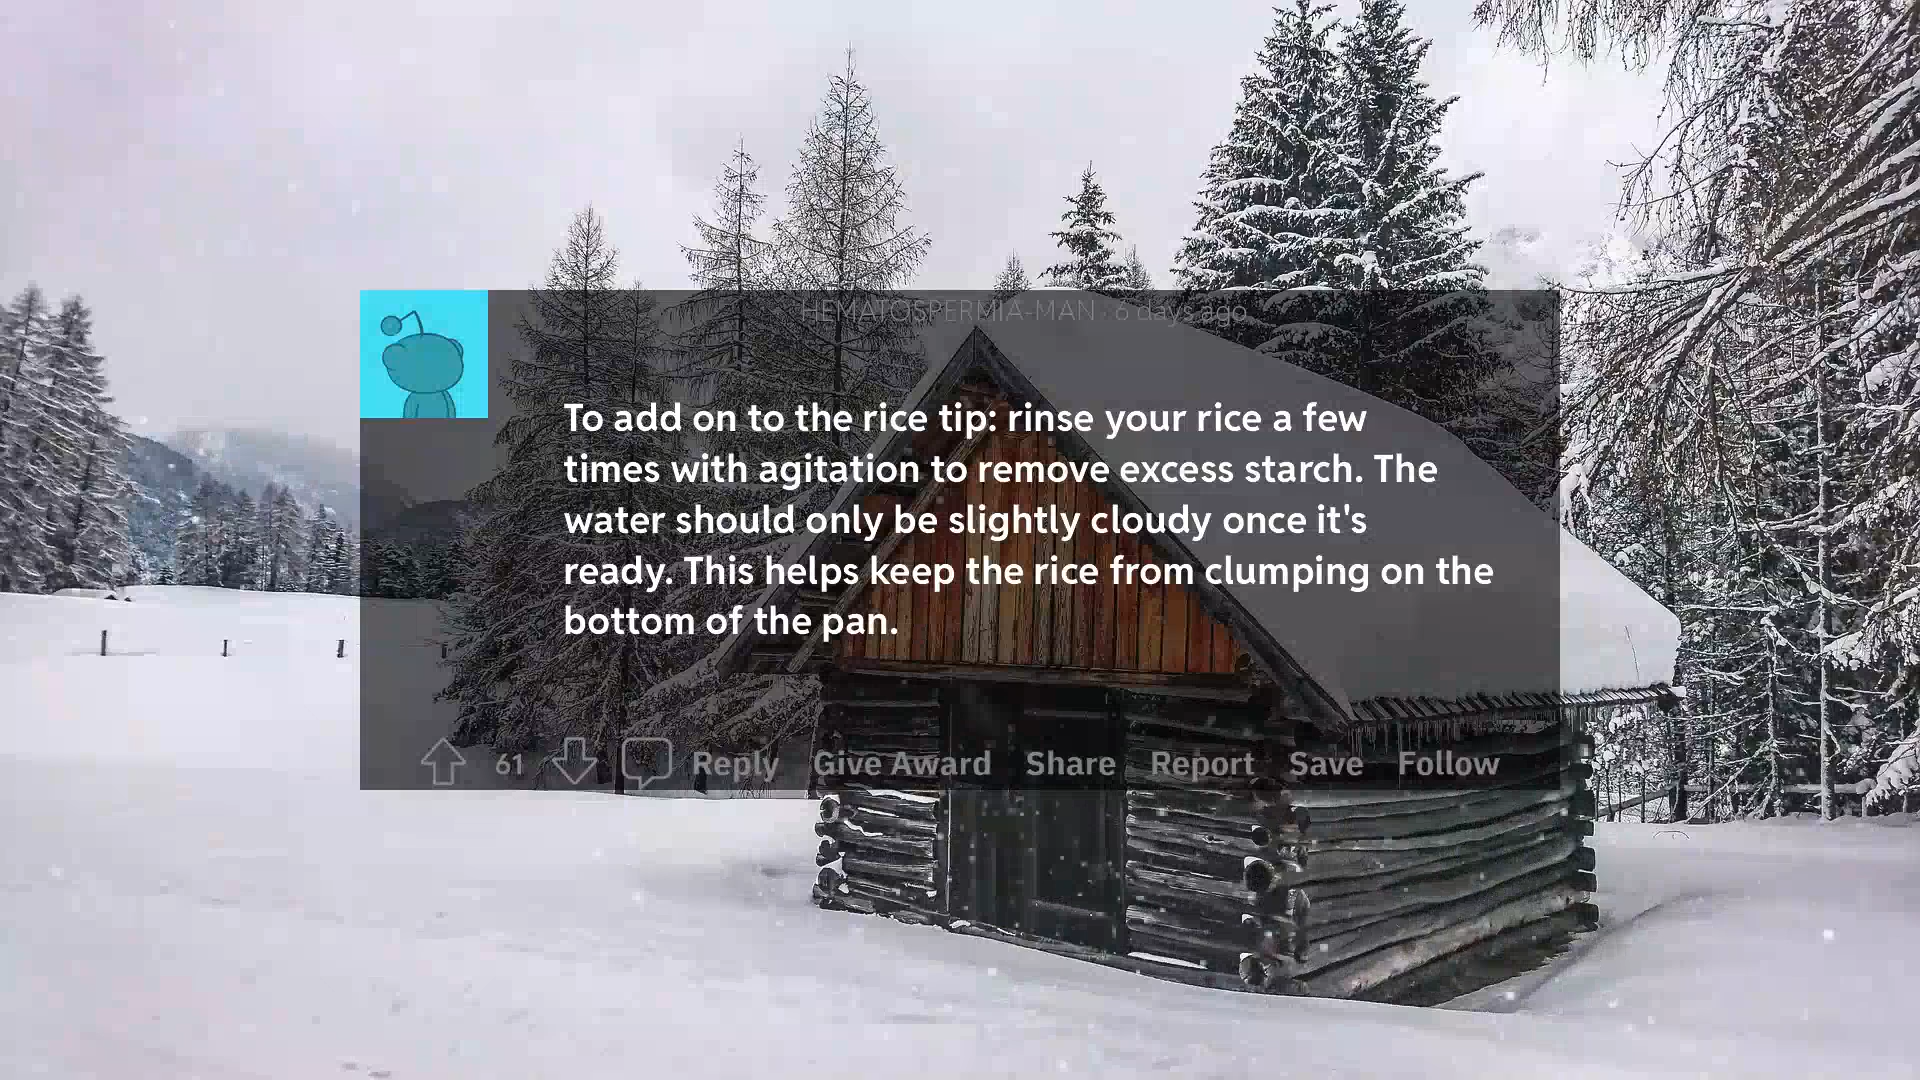 HEMATOSPERMIA-MAN · 6 days ago
To add on to the rice tip: rinse your rice a few
times with agitation to remove excess starch. The
water should only be slightly cloudy once it's
ready. This helps keep the rice from clumping on the
bottom of the pan.
61 Reply Give Award Share Report Save Follow